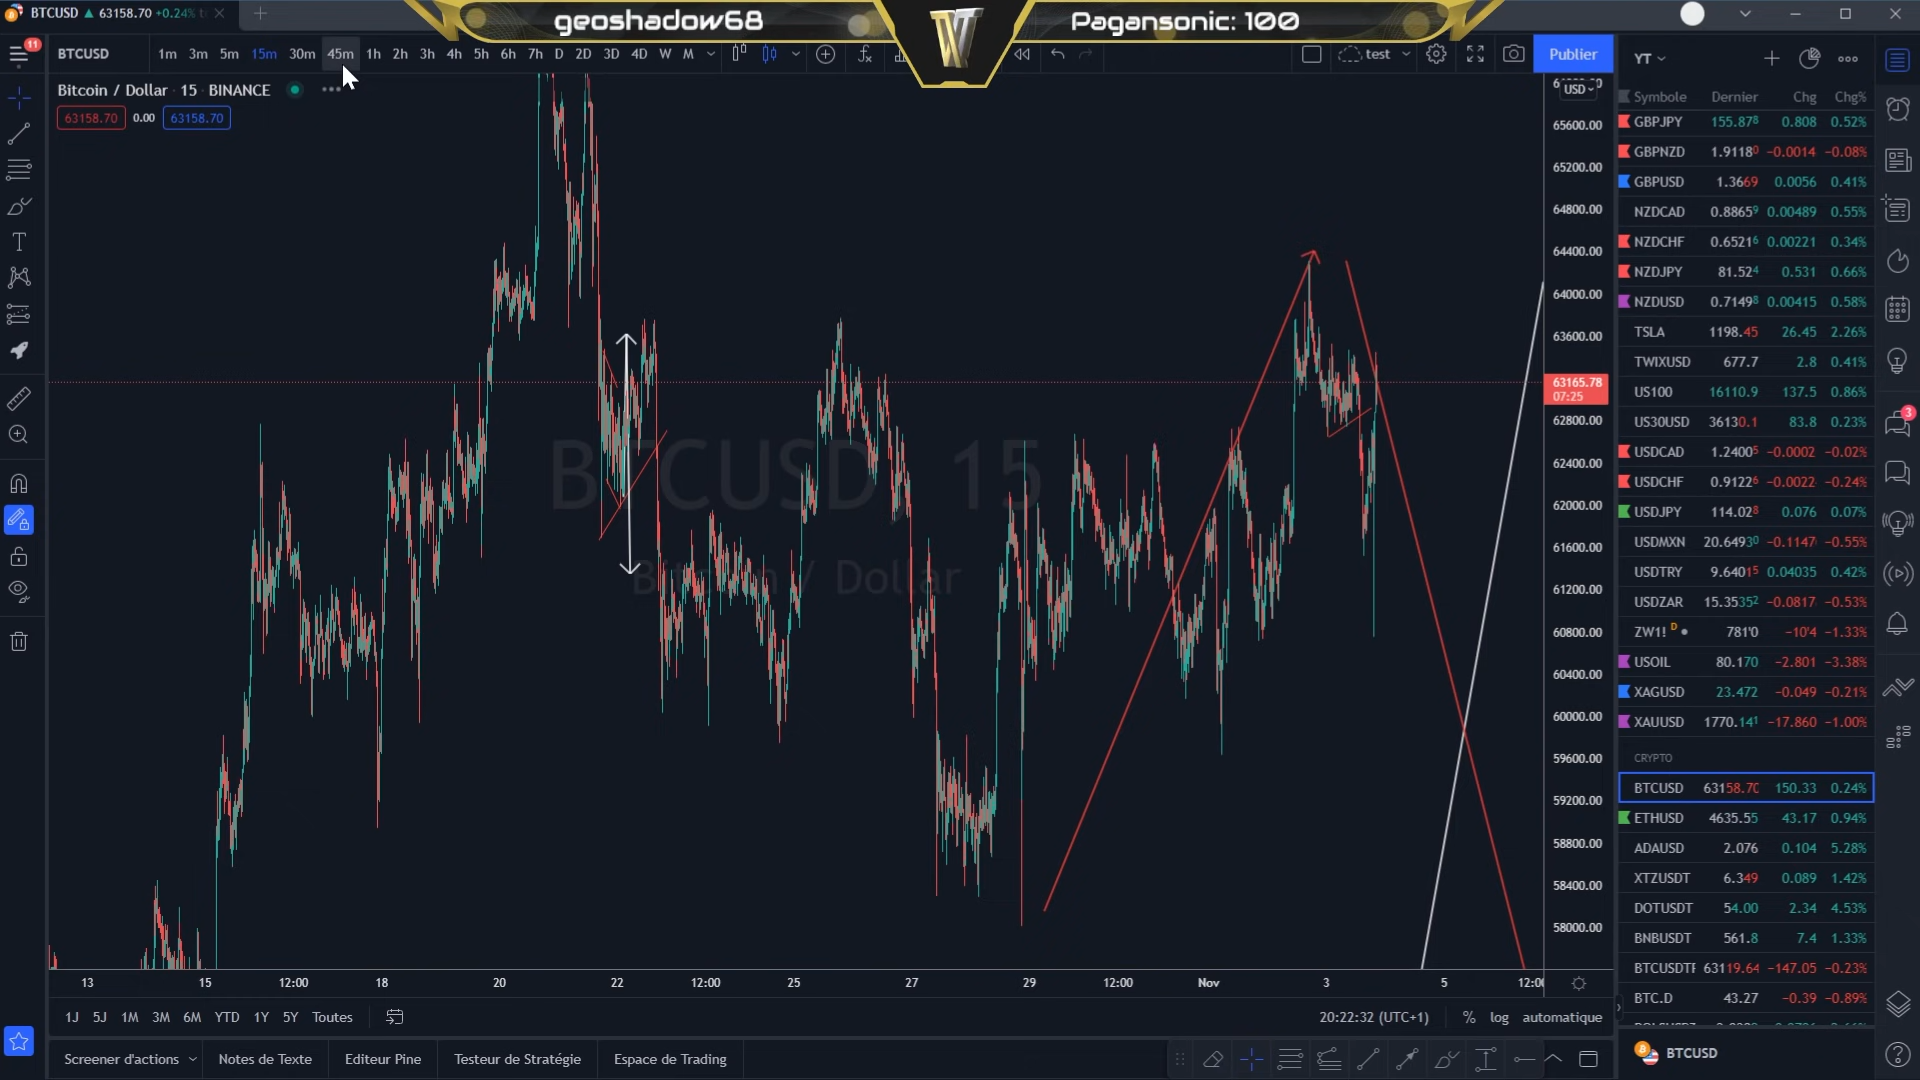 BTCUSD ▲ 63158.70 +0.24%
geoshadow68
Pagansonic: 100
11
BTCUSD 1m 3m 5m 15m 30m 45m 1h 2h 3h 4h 5h 6h 7h D 2D 3D 4D W M
test
Publier
YT
Bitcoin / Dollar · 15 · BINANCE
63158.70 0.00 63158.70
USD
Symbole Dernier Chg Chg%
GBPJPY 155.878 0.808 0.52%
GBPNZD 1.91180 −0.0014 −0.08%
GBPUSD 1.3669 0.0056 0.41%
NZDCAD 0.88659 0.00489 0.55%
NZDCHF 0.65216 0.00221 0.34%
NZDJPY 81.524 0.531 0.66%
NZDUSD 0.71498 0.00415 0.58%
TSLA 1198.45 26.45 2.26%
TWIXUSD 677.7 2.8 0.41%
US100 16110.9 137.5 0.86%
US30USD 36130.1 83.8 0.23%
USDCAD 1.24005 −0.0002 −0.02%
USDCHF 0.91226 −0.0022 −0.24%
USDJPY 114.028 0.076 0.07%
USDMXN 20.64930 −0.1147 −0.55%
USDTRY 9.64015 0.04035 0.42%
USDZAR 15.35352 −0.0817 −0.53%
ZW1! D 781'0 −10'4 −1.33%
USOIL 80.170 −2.801 −3.38%
XAGUSD 23.472 −0.049 −0.21%
XAUUSD 1770.141 −17.860 −1.00%
CRYPTO
BTCUSD 63158.70 150.33 0.24%
ETHUSD 4635.55 43.17 0.94%
ADAUSD 2.076 0.104 5.28%
XTZUSDT 6.349 0.089 1.42%
DOTUSDT 54.00 2.34 4.53%
BNBUSDT 561.8 7.4 1.33%
BTCUSDTF 63119.64 −147.05 −0.23%
BTC.D 43.27 −0.39 −0.89%
BTCUSD
3
65600.00
65200.00
64800.00
64400.00
64000.00
63600.00
63165.78
07:25
62800.00
62400.00
62000.00
61600.00
61200.00
60800.00
60400.00
60000.00
59600.00
59200.00
58800.00
58400.00
58000.00
BTCUSD, 15
Bitcoin / Dollar
13 15 12:00 18 20 22 12:00 25 27 29 12:00 Nov 3 5 12:00
1J 5J 1M 3M 6M YTD 1Y 5Y Toutes
20:22:32 (UTC+1) % log automatique
Screener d'actions Notes de Texte Editeur Pine Testeur de Stratégie Espace de Trading